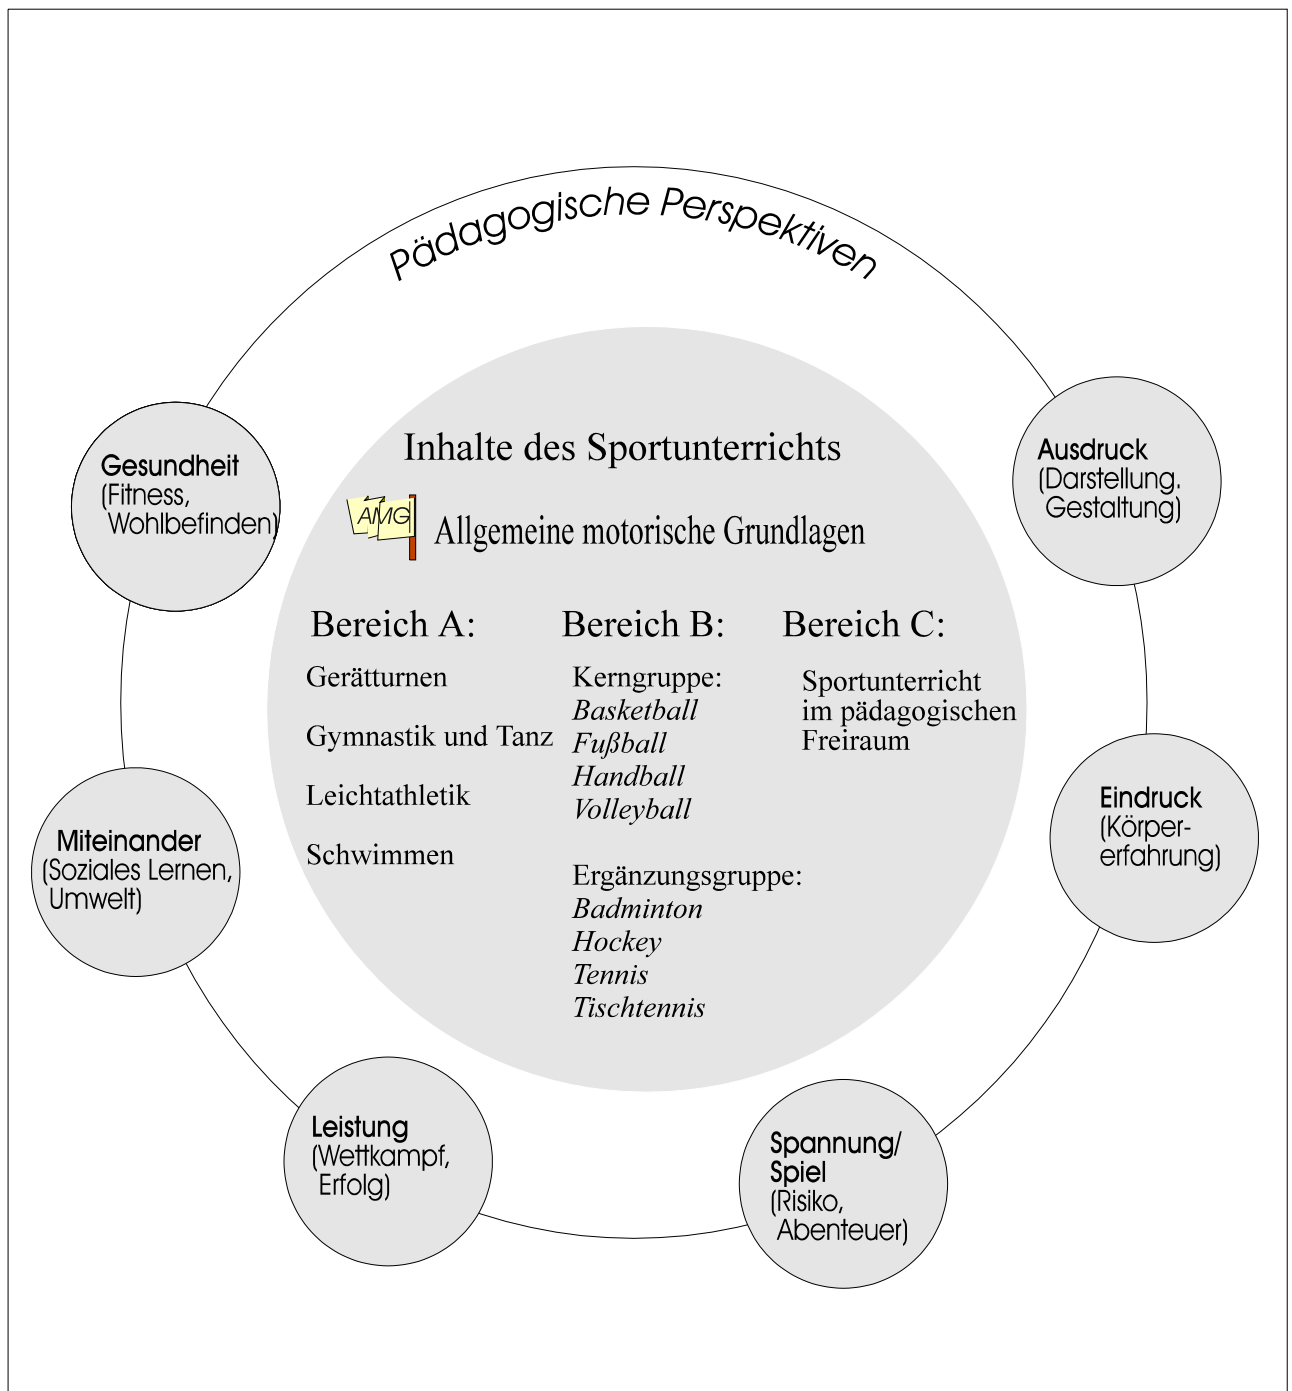 Pädagogische Perspektiven
Gesundheit
(Fitness,
Wohlbefinden)
Ausdruck
(Darstellung.
Gestaltung)
Inhalte des Sportunterrichts
AMG
Allgemeine motorische Grundlagen
Bereich A:
Gerätturnen
Gymnastik und Tanz
Leichtathletik
Schwimmen
Bereich B:
Kerngruppe:
Basketball
Fußball
Handball
Volleyball
Ergänzungsgruppe:
Badminton
Hockey
Tennis
Tischtennis
Bereich C:
Sportunterricht
im pädagogischen
Freiraum
Miteinander
(Soziales Lernen,
Umwelt)
Eindruck
(Körper-
erfahrung)
Leistung
(Wettkampf,
Erfolg)
Spannung/
Spiel
(Risiko,
Abenteuer)